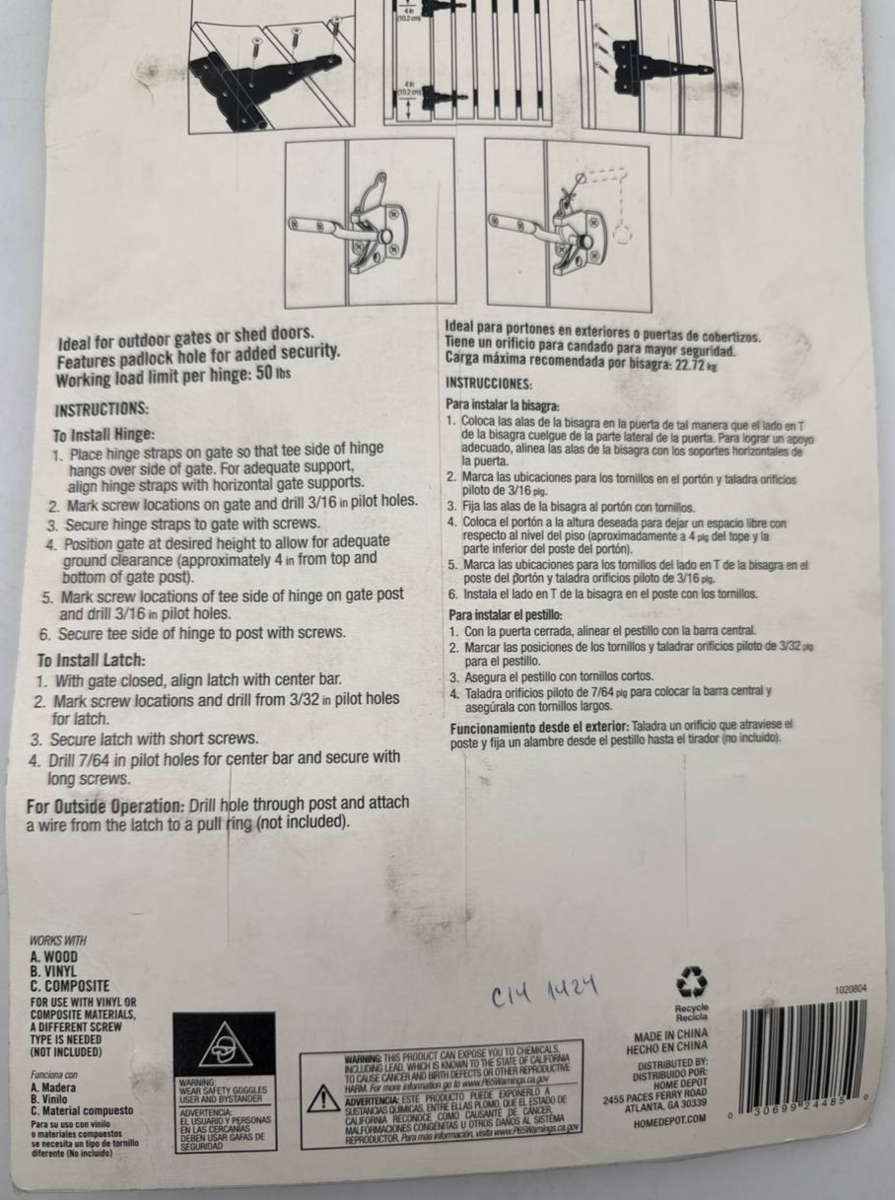 4 in
(10.2 cm)
4 in
(10.2 cm)
Ideal for outdoor gates or shed doors.
Features padlock hole for added security.
Working load limit per hinge: 50 lbs
INSTRUCTIONS:
To Install Hinge:
1. Place hinge straps on gate so that tee side of hinge
hangs over side of gate. For adequate support,
align hinge straps with horizontal gate supports.
2. Mark screw locations on gate and drill 3/16 in pilot holes.
3. Secure hinge straps to gate with screws.
4. Position gate at desired height to allow for adequate
ground clearance (approximately 4 in from top and
bottom of gate post).
5. Mark screw locations of tee side of hinge on gate post
and drill 3/16 in pilot holes.
6. Secure tee side of hinge to post with screws.
To Install Latch:
1. With gate closed, align latch with center bar.
2. Mark screw locations and drill from 3/32 in pilot holes
for latch.
3. Secure latch with short screws.
4. Drill 7/64 in pilot holes for center bar and secure with
long screws.
For Outside Operation: Drill hole through post and attach
a wire from the latch to a pull ring (not included).
Ideal para portones en exteriores o puertas de cobertizos.
Tiene un orificio para candado para mayor seguridad.
Carga máxima recomendada por bisagra: 22.72 kg
INSTRUCCIONES:
Para instalar la bisagra:
1. Coloca las alas de la bisagra en la puerta de tal manera que el lado en T
de la bisagra cuelgue de la parte lateral de la puerta. Para lograr un apoyo
adecuado, alinea las alas de la bisagra con los soportes horizontales de
la puerta.
2. Marca las ubicaciones para los tornillos en el portón y taladra orificios
piloto de 3/16 pig.
3. Fija las alas de la bisagra al portón con tornillos.
4. Coloca el portón a la altura deseada para dejar un espacio libre con
respecto al nivel del piso (aproximadamente a 4 pig del tope y la
parte inferior del poste del portón).
5. Marca las ubicaciones para los tornillos del lado en T de la bisagra en el
poste del portón y taladra orificios piloto de 3/16 pig.
6. Instala el lado en T de la bisagra en el poste con los tornillos.
Para instalar el pestillo:
1. Con la puerta cerrada, alinear el pestillo con la barra central.
2. Marcar las posiciones de los tornillos y taladrar orificios piloto de 3/32 pig
para el pestillo.
3. Asegura el pestillo con tornillos cortos.
4. Taladra orificios piloto de 7/64 pig para colocar la barra central y
asegúrala con tornillos largos.
Funcionamiento desde el exterior: Taladra un orificio que atraviese el
poste y fija un alambre desde el pestillo hasta el tirador (no incluido).
WORKS WITH
A. WOOD
B. VINYL
C. COMPOSITE
FOR USE WITH VINYL OR
COMPOSITE MATERIALS,
A DIFFERENT SCREW
TYPE IS NEEDED
(NOT INCLUDED)
Funciona con
A. Madera
B. Vinilo
C. Material compuesto
Para su uso con vinilo
o materiales compuestos
se necesita un tipo de tornillo
diferente (No incluido)
WARNING:
WEAR SAFETY GOGGLES
USER AND BYSTANDER
ADVERTENCIA:
EL USUARIO Y PERSONAS
EN LAS CERCANÍAS
DEBEN USAR GAFAS DE
SEGURIDAD
WARNING: THIS PRODUCT CAN EXPOSE YOU TO CHEMICALS,
INCLUDING LEAD, WHICH IS KNOWN TO THE STATE OF CALIFORNIA
TO CAUSE CANCER AND BIRTH DEFECTS OR OTHER REPRODUCTIVE
HARM. For more information go to www.P65Warnings.ca.gov
ADVERTENCIA: ESTE PRODUCTO PUEDE EXPONERLO A
SUSTANCIAS QUÍMICAS, ENTRE ELLAS PLOMO, QUE EL ESTADO DE
CALIFORNIA RECONOCE COMO CAUSANTE DE CÁNCER,
MALFORMACIONES CONGÉNITAS U OTROS DAÑOS AL SISTEMA
REPRODUCTOR. Para más información, visita www.P65Warnings.ca.gov
C14 1424
Recycle
Recicla
MADE IN CHINA
HECHO EN CHINA
DISTRIBUTED BY:
DISTRIBUIDO POR:
HOME DEPOT
2455 PACES FERRY ROAD
ATLANTA, GA 30339
HOMEDEPOT.COM
1020804
0 30699 24485 0